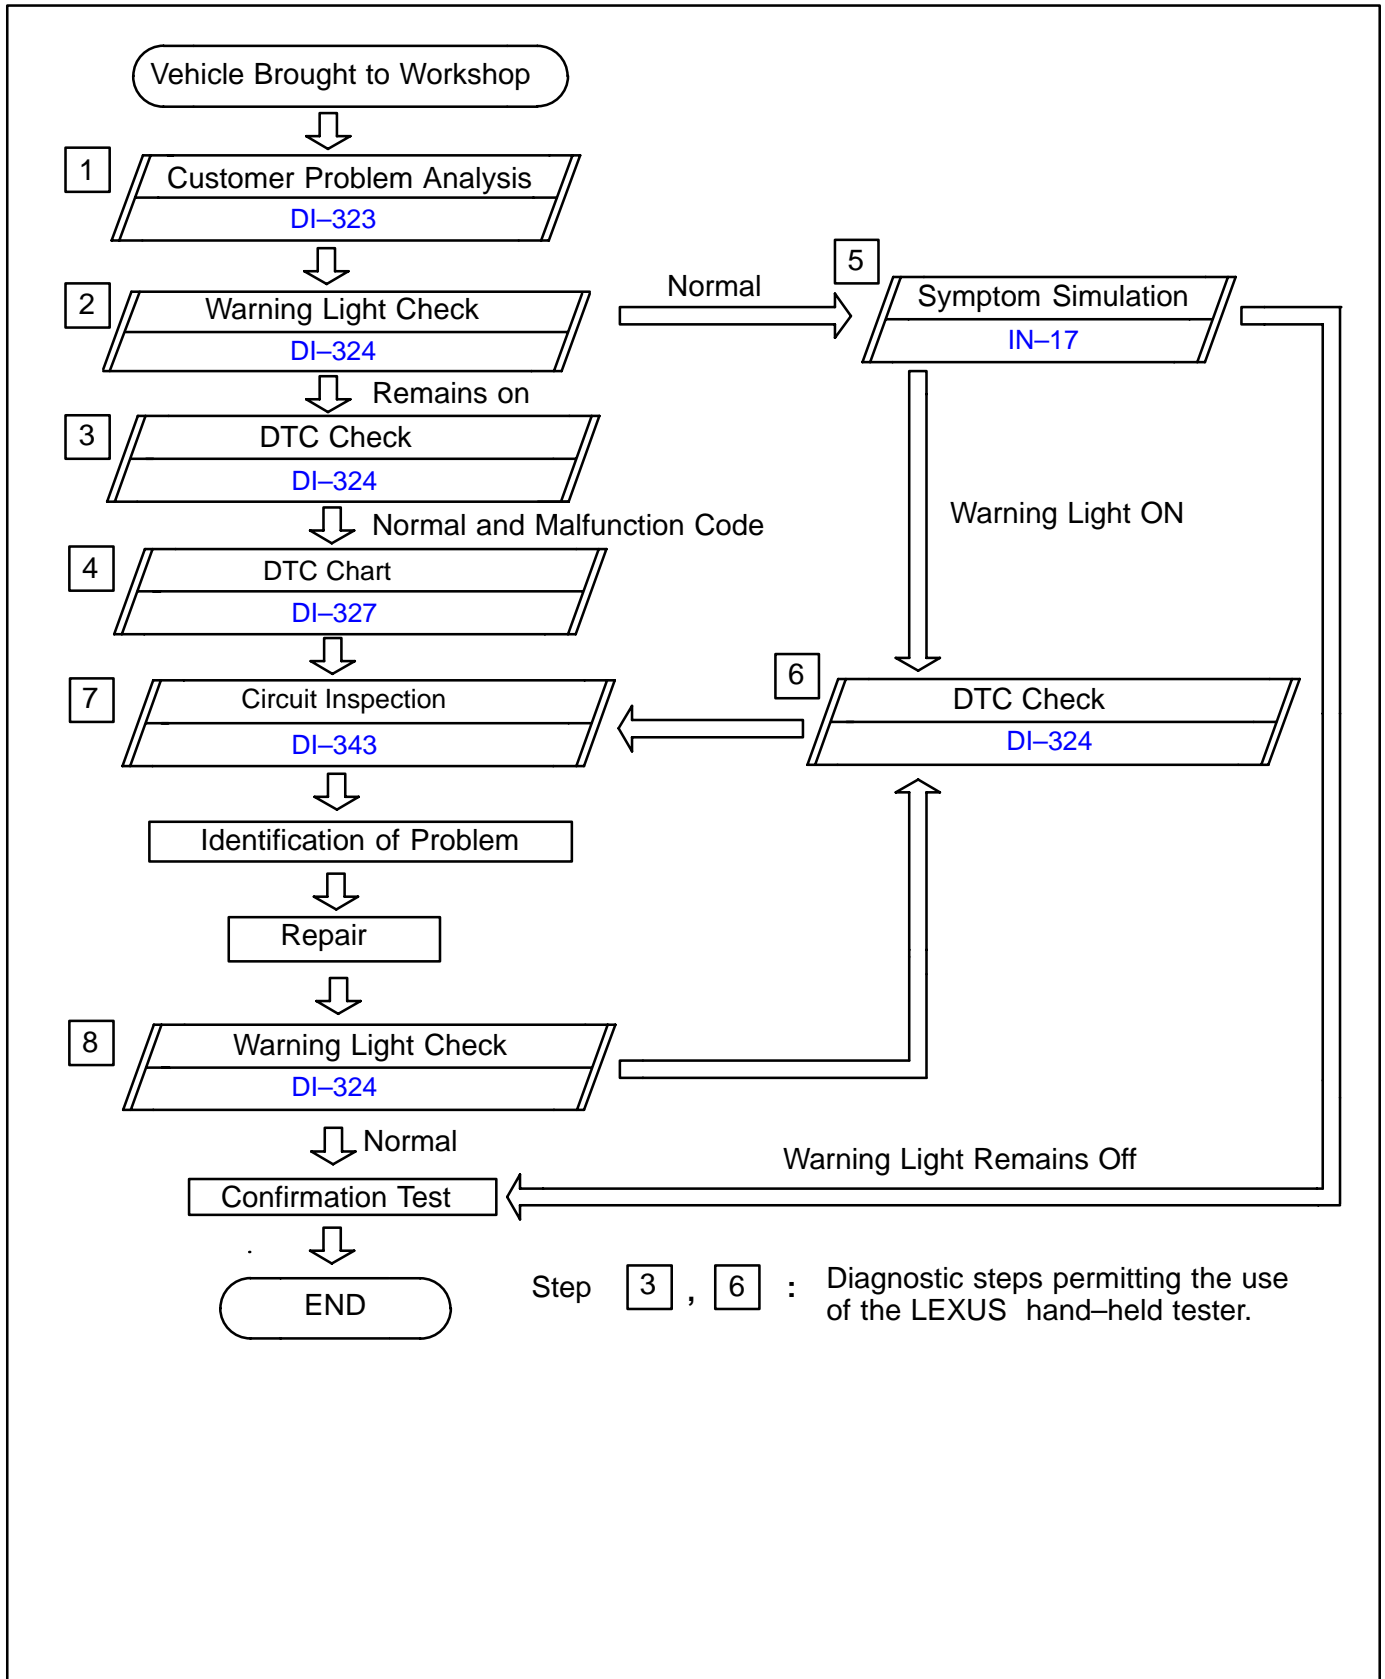 Vehicle Brought to Workshop
1
Customer Problem Analysis
DI–323
2
Warning Light Check
DI–324
Normal
5
Symptom Simulation
IN–17
Remains on
3
DTC Check
DI–324
Warning Light ON
Normal and Malfunction Code
4
DTC Chart
DI–327
7
Circuit Inspection
DI–343
6
DTC Check
DI–324
Identification of Problem
Repair
8
Warning Light Check
DI–324
Normal
Warning Light Remains Off
Confirmation Test
END
Step 3 , 6 : Diagnostic steps permitting the use
of the LEXUS hand–held tester.